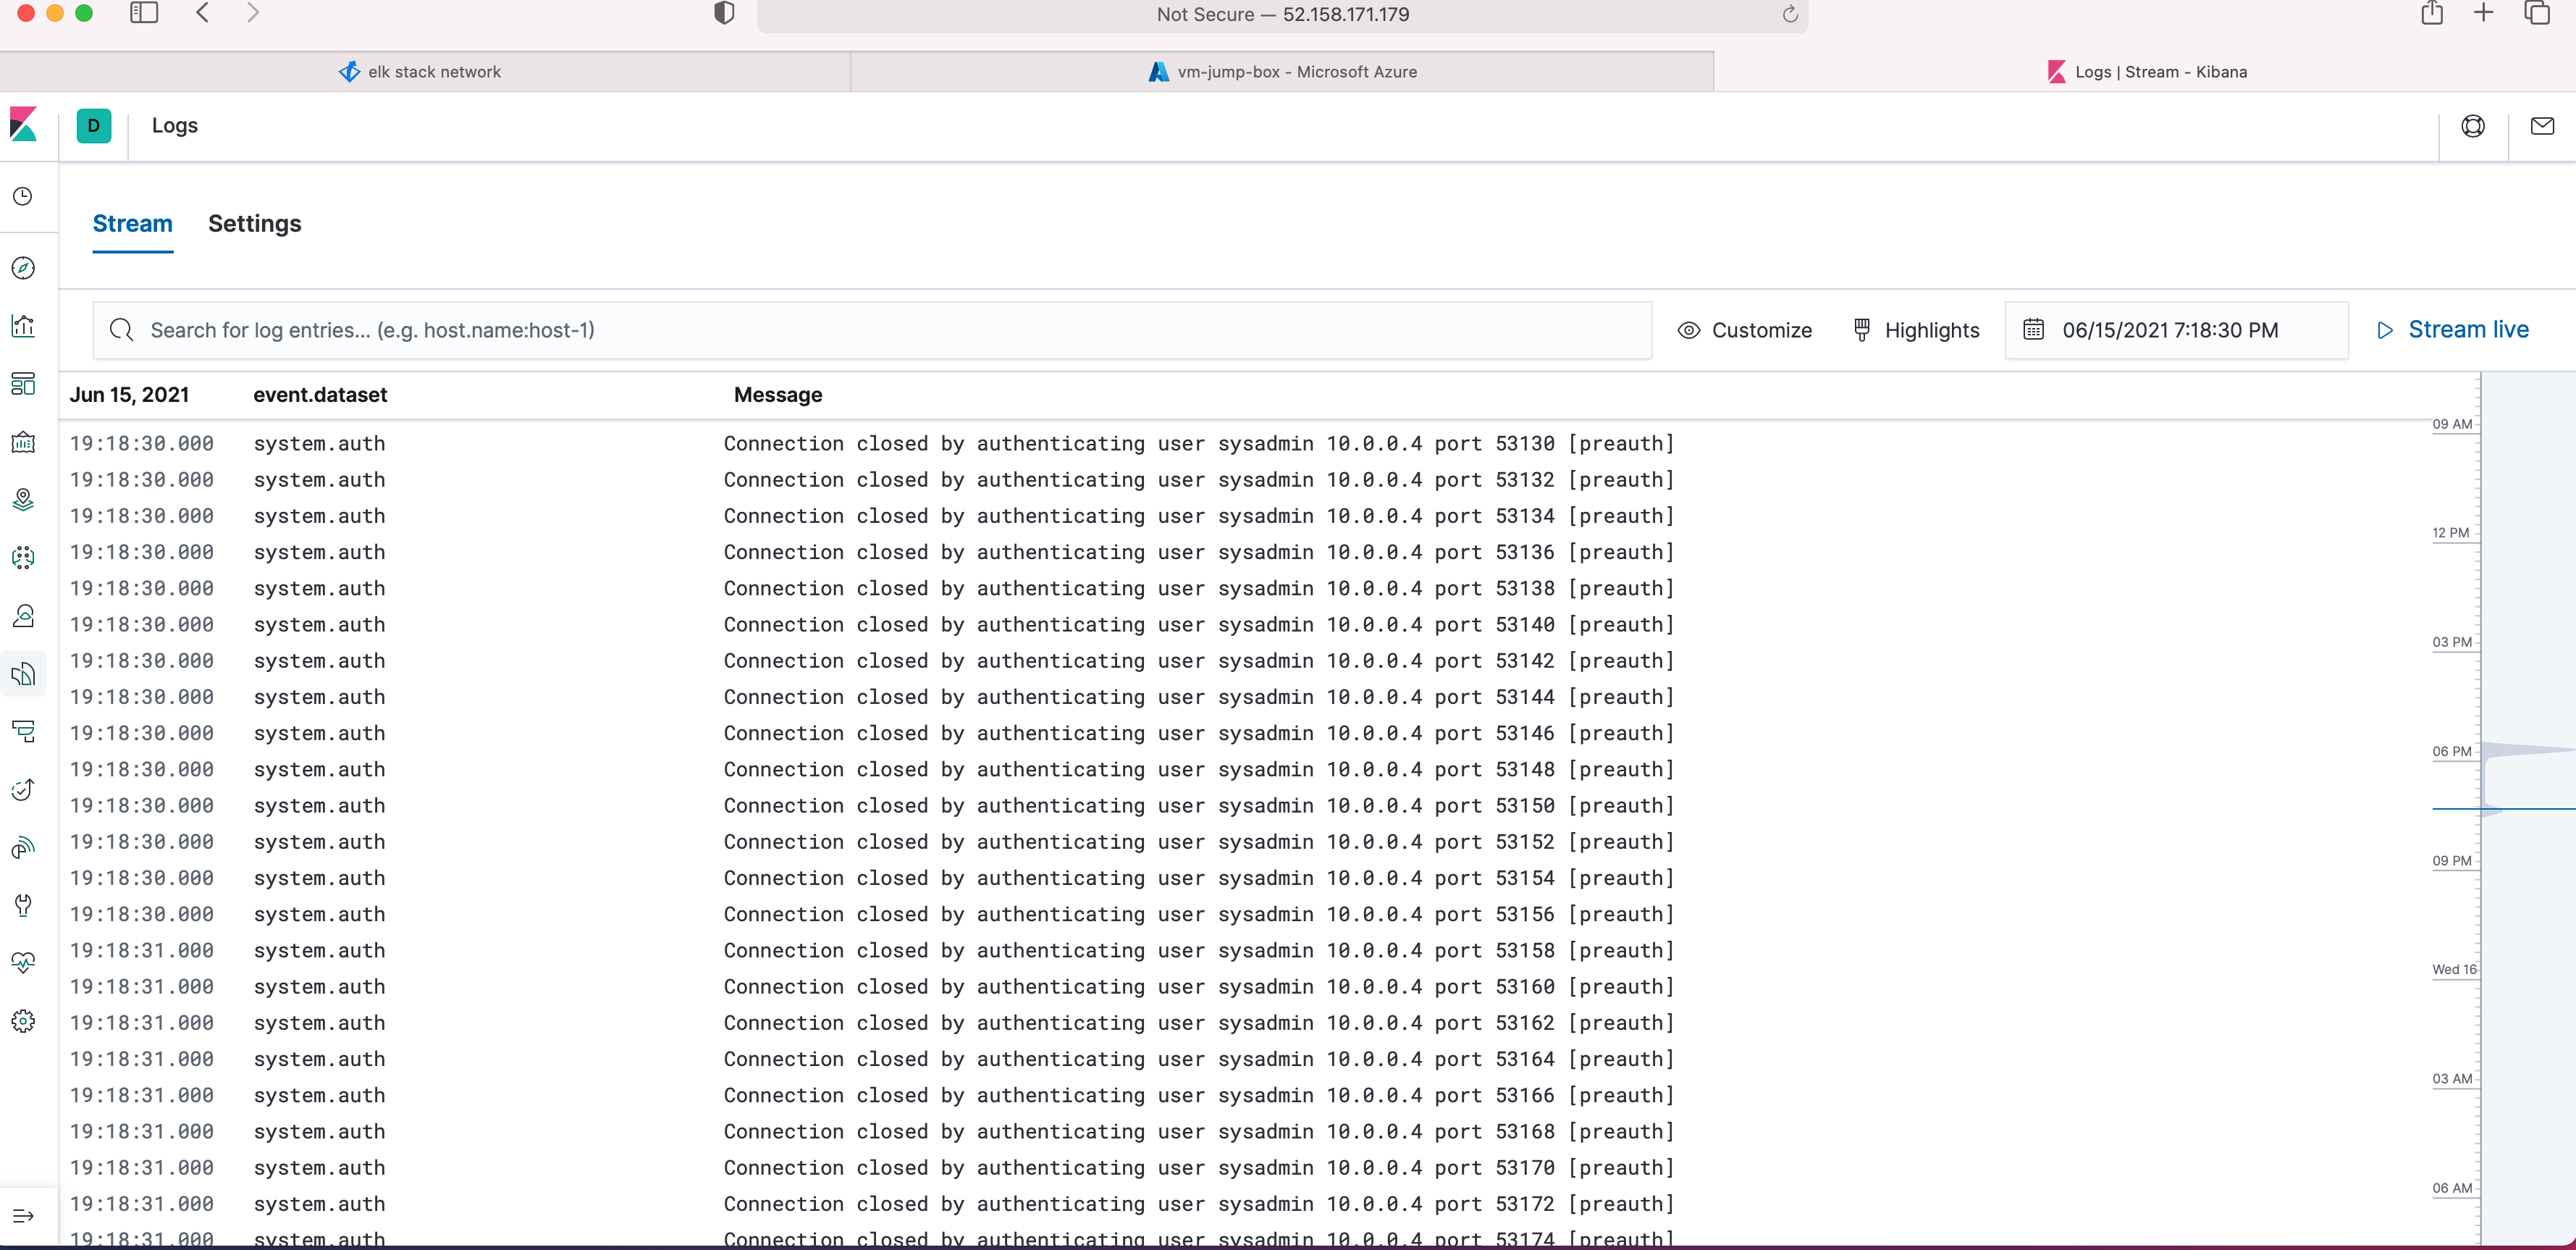 Not Secure — 52.158.171.179
elk stack network
vm-jump-box - Microsoft Azure
Logs | Stream - Kibana
D
Logs
Stream
Settings
Search for log entries... (e.g. host.name:host-1)
Customize
Highlights
06/15/2021 7:18:30 PM
Stream live
Jun 15, 2021 event.dataset Message
19:18:30.000 system.auth Connection closed by authenticating user sysadmin 10.0.0.4 port 53130 [preauth]
19:18:30.000 system.auth Connection closed by authenticating user sysadmin 10.0.0.4 port 53132 [preauth]
19:18:30.000 system.auth Connection closed by authenticating user sysadmin 10.0.0.4 port 53134 [preauth]
19:18:30.000 system.auth Connection closed by authenticating user sysadmin 10.0.0.4 port 53136 [preauth]
19:18:30.000 system.auth Connection closed by authenticating user sysadmin 10.0.0.4 port 53138 [preauth]
19:18:30.000 system.auth Connection closed by authenticating user sysadmin 10.0.0.4 port 53140 [preauth]
19:18:30.000 system.auth Connection closed by authenticating user sysadmin 10.0.0.4 port 53142 [preauth]
19:18:30.000 system.auth Connection closed by authenticating user sysadmin 10.0.0.4 port 53144 [preauth]
19:18:30.000 system.auth Connection closed by authenticating user sysadmin 10.0.0.4 port 53146 [preauth]
19:18:30.000 system.auth Connection closed by authenticating user sysadmin 10.0.0.4 port 53148 [preauth]
19:18:30.000 system.auth Connection closed by authenticating user sysadmin 10.0.0.4 port 53150 [preauth]
19:18:30.000 system.auth Connection closed by authenticating user sysadmin 10.0.0.4 port 53152 [preauth]
19:18:30.000 system.auth Connection closed by authenticating user sysadmin 10.0.0.4 port 53154 [preauth]
19:18:30.000 system.auth Connection closed by authenticating user sysadmin 10.0.0.4 port 53156 [preauth]
19:18:31.000 system.auth Connection closed by authenticating user sysadmin 10.0.0.4 port 53158 [preauth]
19:18:31.000 system.auth Connection closed by authenticating user sysadmin 10.0.0.4 port 53160 [preauth]
19:18:31.000 system.auth Connection closed by authenticating user sysadmin 10.0.0.4 port 53162 [preauth]
19:18:31.000 system.auth Connection closed by authenticating user sysadmin 10.0.0.4 port 53164 [preauth]
19:18:31.000 system.auth Connection closed by authenticating user sysadmin 10.0.0.4 port 53166 [preauth]
19:18:31.000 system.auth Connection closed by authenticating user sysadmin 10.0.0.4 port 53168 [preauth]
19:18:31.000 system.auth Connection closed by authenticating user sysadmin 10.0.0.4 port 53170 [preauth]
19:18:31.000 system.auth Connection closed by authenticating user sysadmin 10.0.0.4 port 53172 [preauth]
19:18:31.000 system.auth Connection closed by authenticating user sysadmin 10.0.0.4 port 53174 [preauth]
09 AM
12 PM
03 PM
06 PM
09 PM
Wed 16
03 AM
06 AM